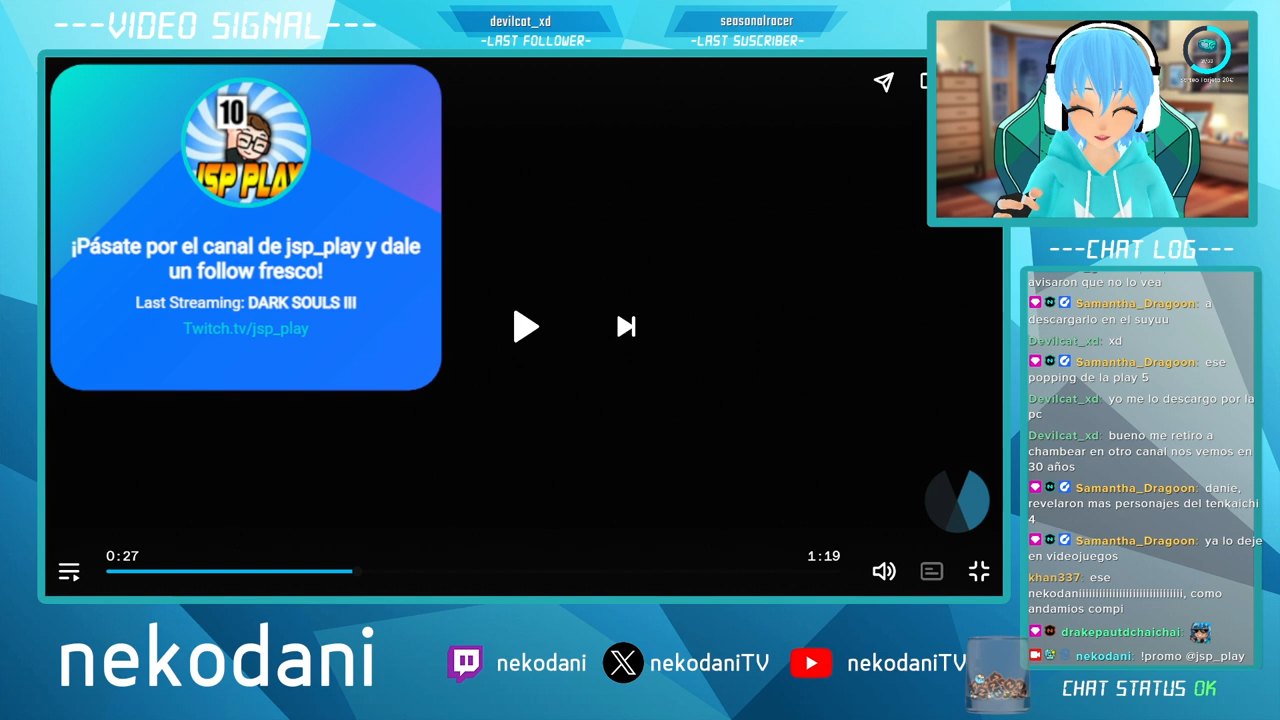 ---VIDEO SIGNAL---
devilcat_xd
-LAST FOLLOWER-
seasonalracer
-LAST SUSCRIBER-
10
JSP PLAY
¡Pásate por el canal de jsp_play y dale
un follow fresco!
Last Streaming: DARK SOULS III
Twitch.tv/jsp_play
0:27
1:19
---CHAT LOG---
avisaron que no lo vea
Samantha_Dragoon: a
descargarlo en el suyuu
Devilcat_xd: xd
Samantha_Dragoon: ese
popping de la play 5
Devilcat_xd: yo me lo descargo por la
pc
Devilcat_xd: bueno me retiro a
chambear en otro canal nos vemos en
30 años
Samantha_Dragoon: danie,
revelaron mas personajes del tenkaichi
4
Samantha_Dragoon: ya lo deje
en videojuegos
khan337: ese
nekodaniiiiiiiiiiiiiiiiiiiiiiiiiiiiiiii, como
andamios compi
drakepautdchaichai:
nekodani: !promo @jsp_play
CHAT STATUS OK
nekodani
nekodani
nekodaniTV
nekodaniTV